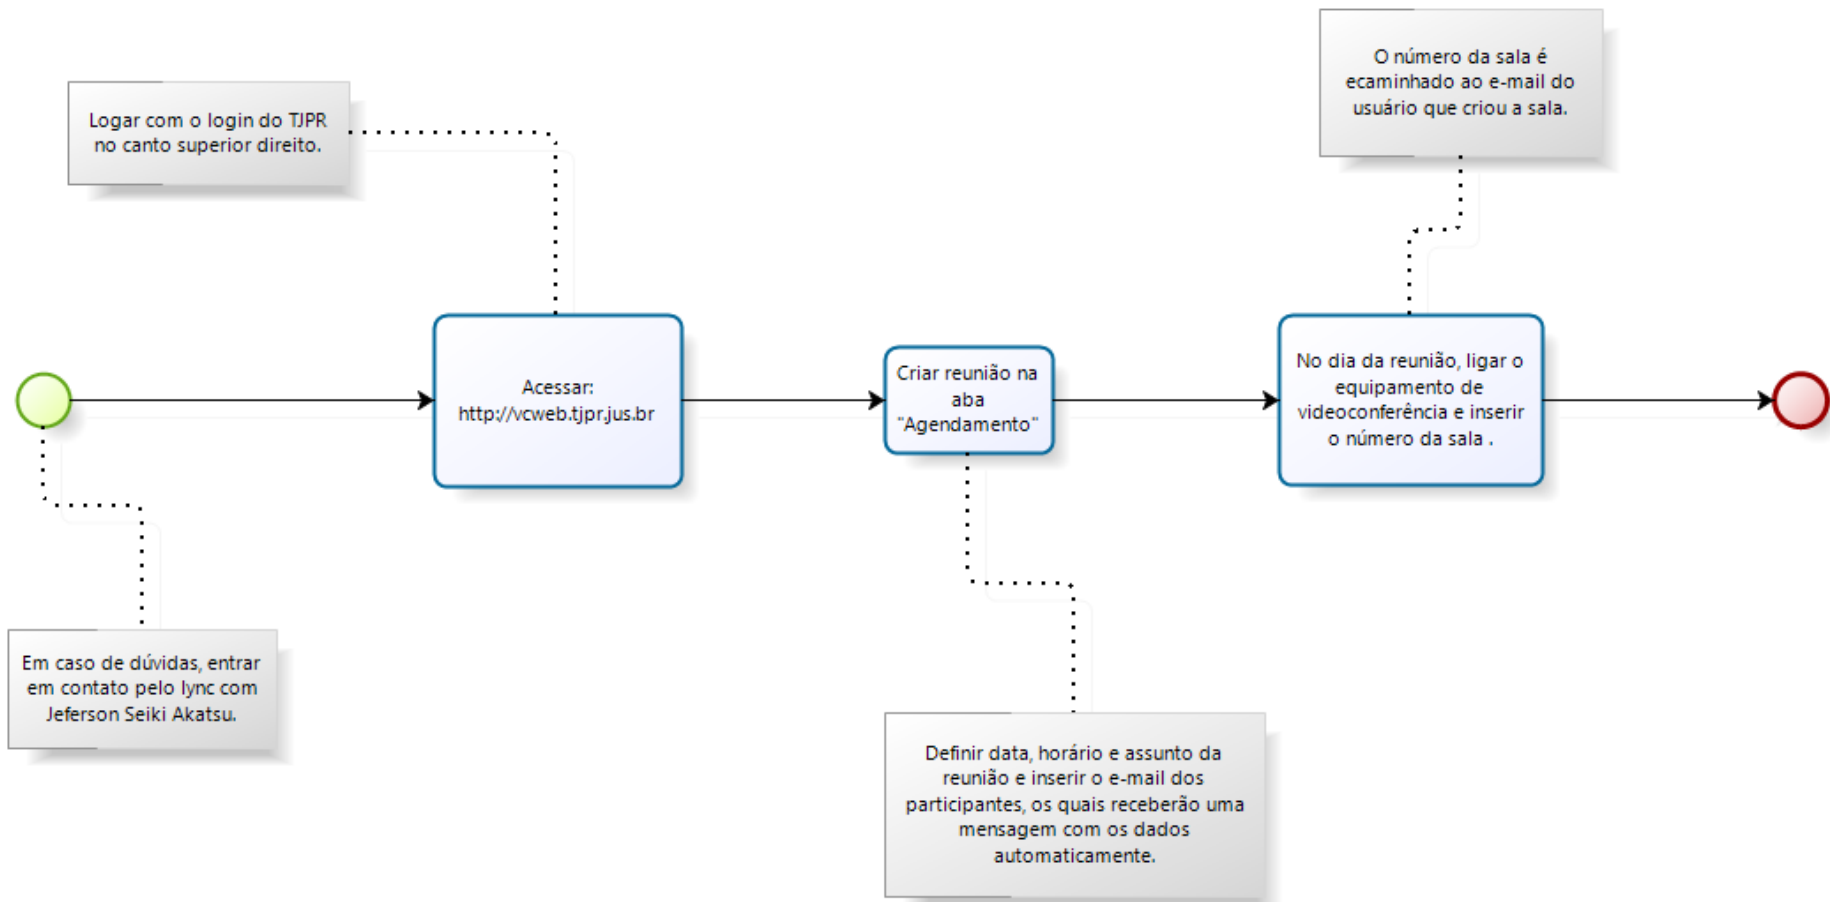 O número da sala é
ecaminhado ao e-mail do
usuário que criou a sala.
Logar com o login do TJPR
no canto superior direito.
Acessar:
http://vcweb.tjpr.jus.br
Criar reunião na
aba
"Agendamento"
No dia da reunião, ligar o
equipamento de
videoconferência e inserir
o número da sala .
Em caso de dúvidas, entrar
em contato pelo lync com
Jeferson Seiki Akatsu.
Definir data, horário e assunto da
reunião e inserir o e-mail dos
participantes, os quais receberão uma
mensagem com os dados
automaticamente.